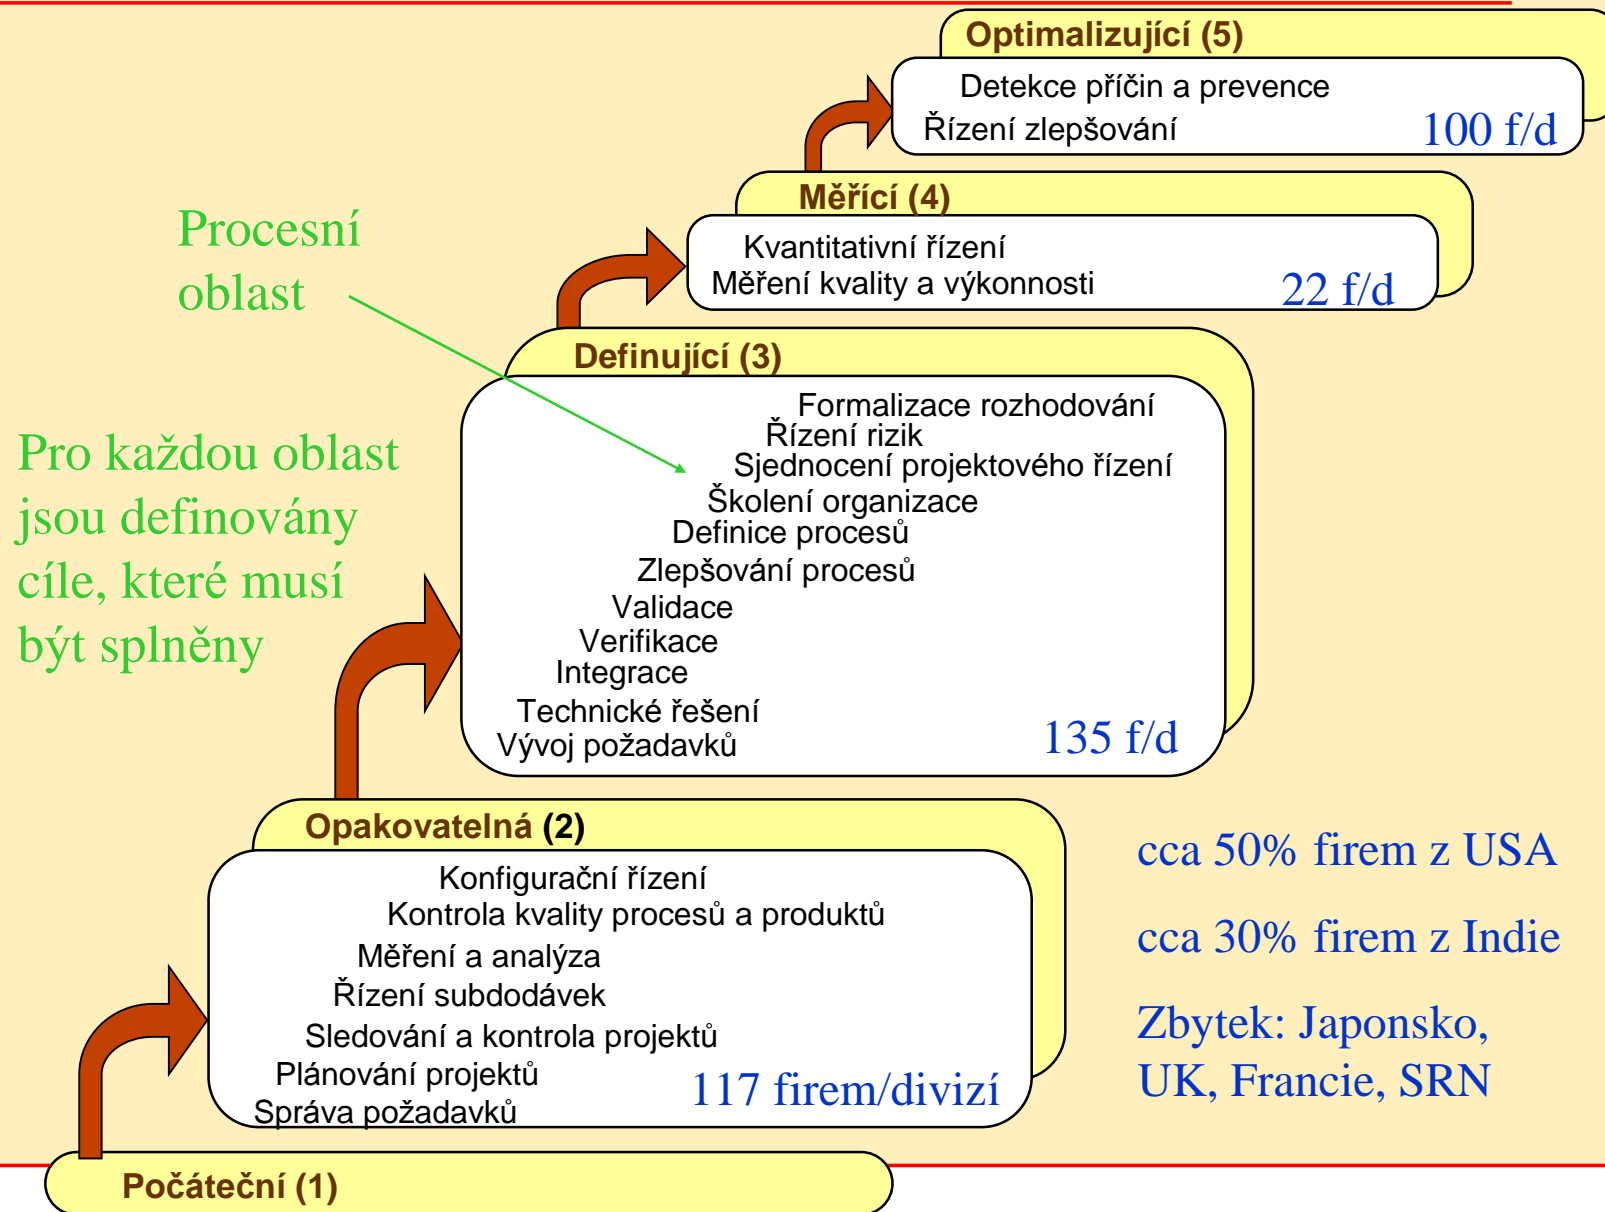 Optimalizující (5)
Detekce příčin a prevence
Řízení zlepšování
100 f/d
Měřící (4)
Kvantitativní řízení
Měření kvality a výkonnosti
22 f/d
Procesní
oblast
Definující (3)
Formalizace rozhodování
Řízení rizik
Sjednocení projektového řízení
Školení organizace
Definice procesů
Zlepšování procesů
Validace
Verifikace
Integrace
Technické řešení
Vývoj požadavků
135 f/d
Pro každou oblast
jsou definovány
cíle, které musí
být splněny
Opakovatelná (2)
Konfigurační řízení
Kontrola kvality procesů a produktů
Měření a analýza
Řízení subdodávek
Sledování a kontrola projektů
Plánování projektů
Správa požadavků
117 firem/divizí
cca 50% firem z USA
cca 30% firem z Indie
Zbytek: Japonsko,
UK, Francie, SRN
Počáteční (1)